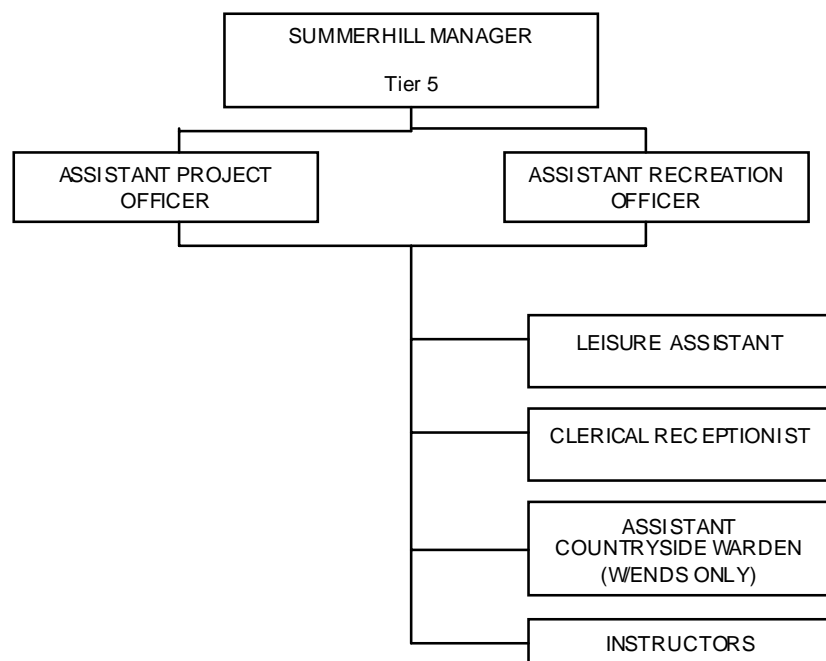 SUMMERHILL MANAGER
Tier 5
ASSISTANT PROJECT
OFFICER
ASSISTANT RECREATION
OFFICER
LEISURE ASSISTANT
CLERICAL RECEPTIONIST
ASSISTANT
COUNTRYSIDE WARDEN
(W/ENDS ONLY)
INSTRUCTORS